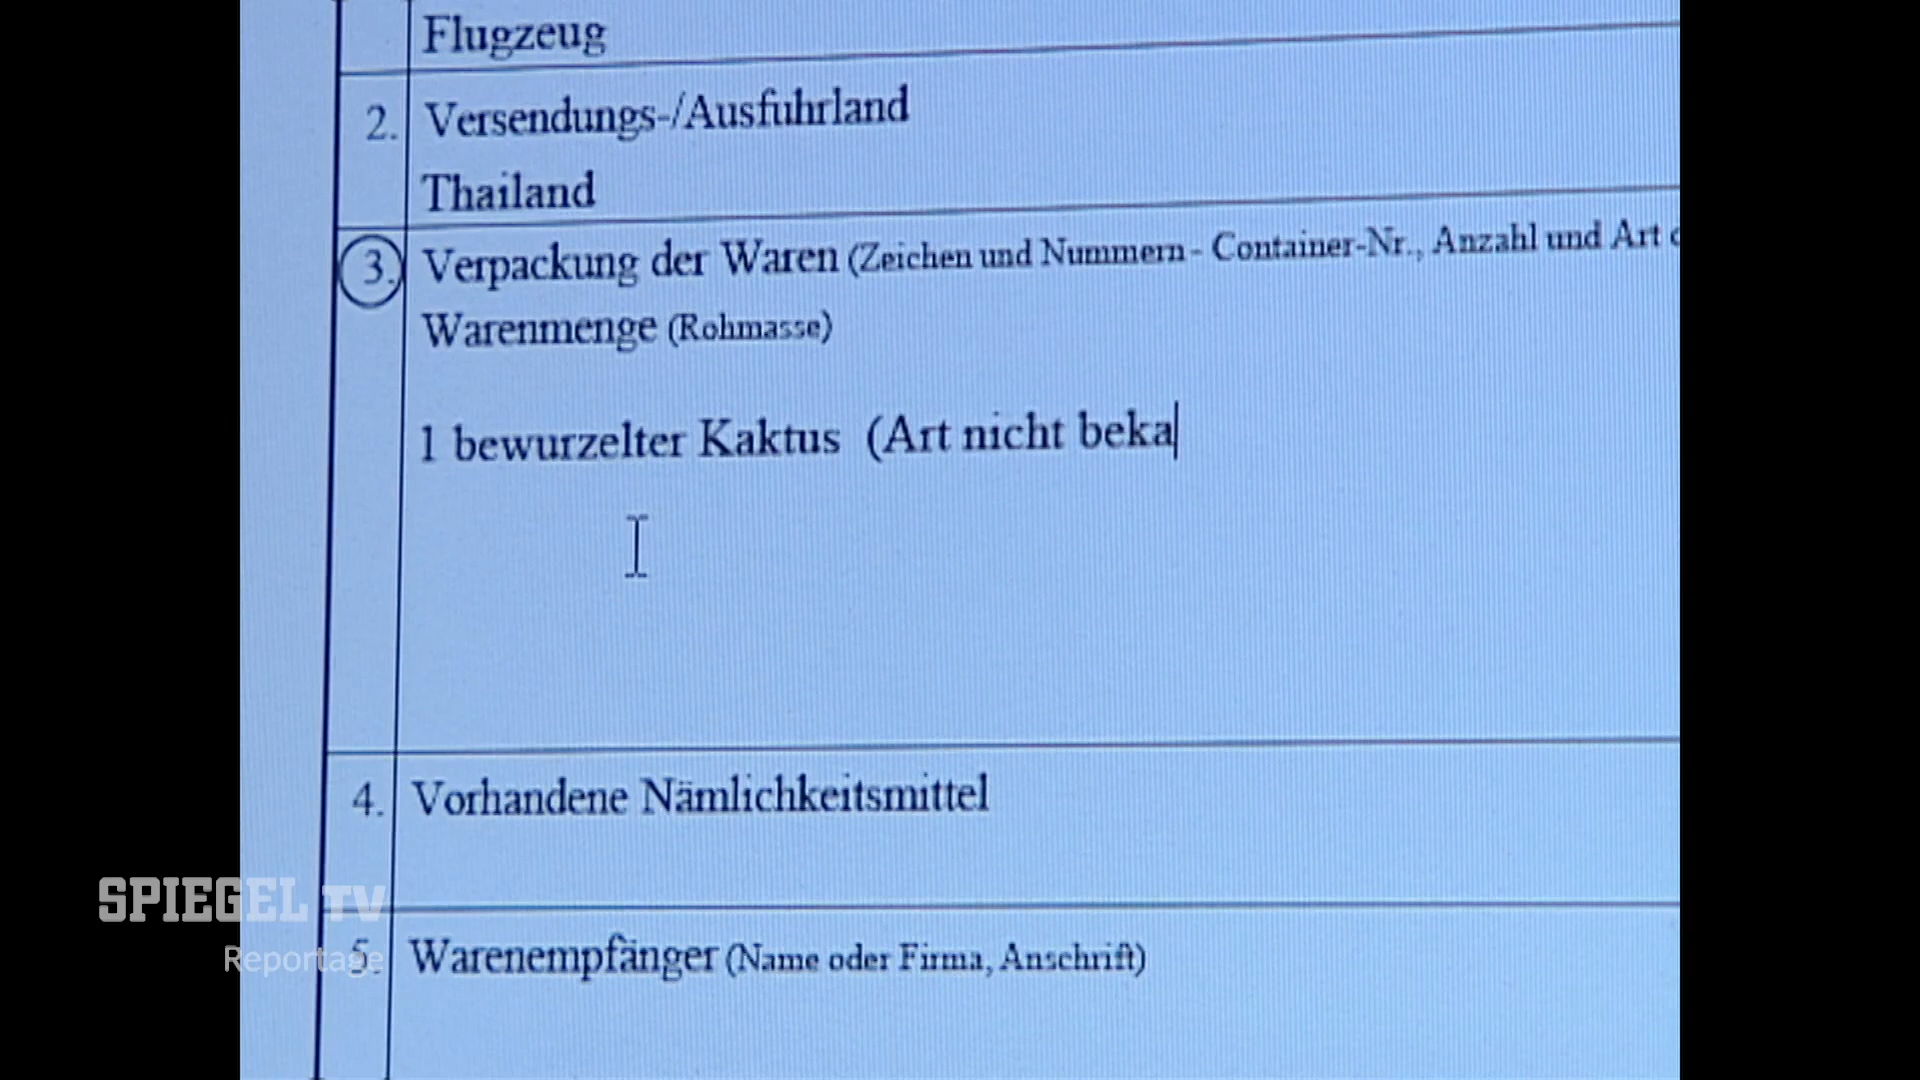 Flugzeug
2. Versendungs-/Ausfuhrland
Thailand
3. Verpackung der Waren (Zeichen und Nummern - Container-Nr., Anzahl und Art
Warenmenge (Rohmasse)
1 bewurzelter Kaktus (Art nicht beka
4. Vorhandene Nämlichkeitsmittel
SPIEGEL TV
Reportage
5. Warenempfänger (Name oder Firma, Anschrift)